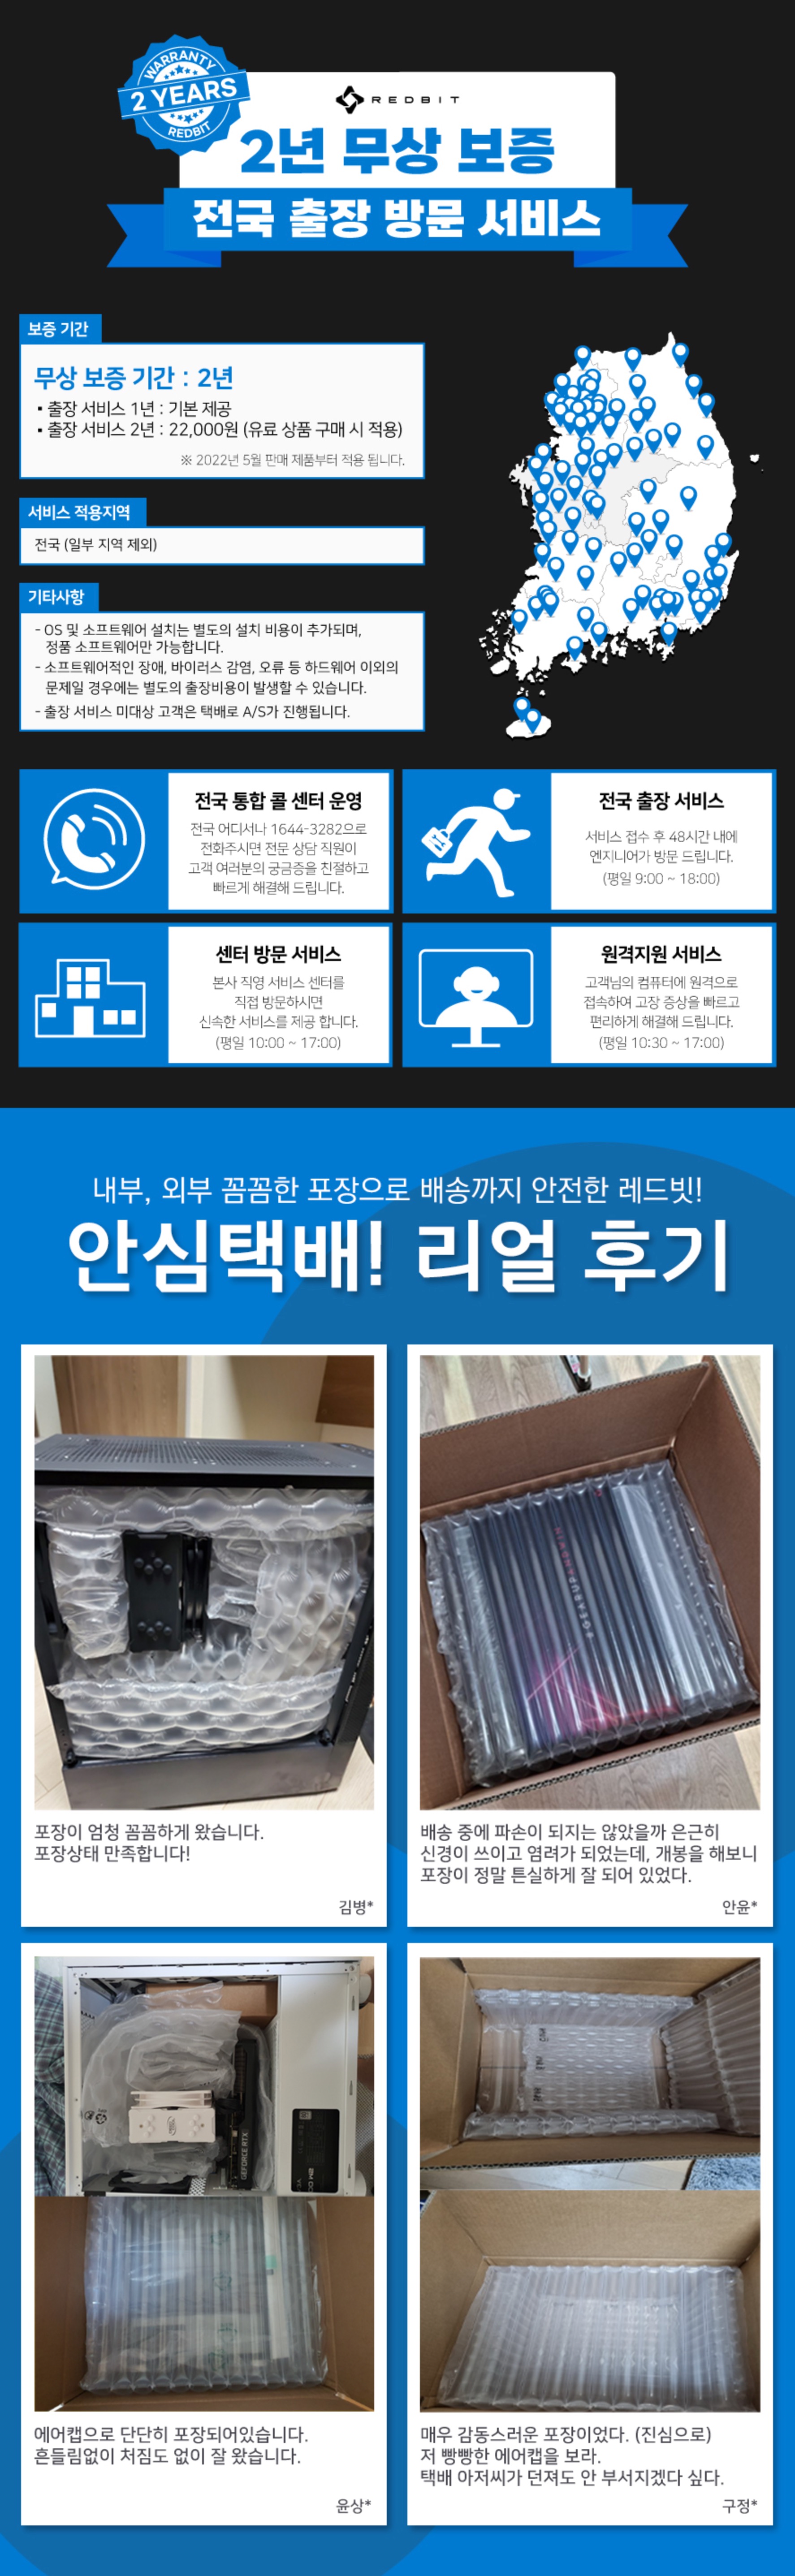 WARRANTY
2 YEARS
REDBIT
REDBIT
2년 무상 보증
전국 출장 방문 서비스
보증 기간
무상 보증 기간 : 2년
▪ 출장 서비스 1년 : 기본 제공
▪ 출장 서비스 2년 : 22,000원 (유료 상품 구매 시 적용)
※ 2022년 5월 판매 제품부터 적용 됩니다.
서비스 적용지역
전국 (일부 지역 제외)
기타사항
- OS 및 소프트웨어 설치는 별도의 설치 비용이 추가되며,
정품 소프트웨어만 가능합니다.
- 소프트웨어적인 장애, 바이러스 감염, 오류 등 하드웨어 이외의
문제일 경우에는 별도의 출장비용이 발생할 수 있습니다.
- 출장 서비스 미대상 고객은 택배로 A/S가 진행됩니다.
전국 통합 콜 센터 운영
전국 어디서나 1644-3282으로
전화주시면 전문 상담 직원이
고객 여러분의 궁금증을 친절하고
빠르게 해결해 드립니다.
전국 출장 서비스
서비스 접수 후 48시간 내에
엔지니어가 방문 드립니다.
(평일 9:00 ~ 18:00)
센터 방문 서비스
본사 직영 서비스 센터를
직접 방문하시면
신속한 서비스를 제공 합니다.
(평일 10:00 ~ 17:00)
원격지원 서비스
고객님의 컴퓨터에 원격으로
접속하여 고장 증상을 빠르고
편리하게 해결해 드립니다.
(평일 10:30 ~ 17:00)
내부, 외부 꼼꼼한 포장으로 배송까지 안전한 레드빗!
안심택배! 리얼 후기
포장이 엄청 꼼꼼하게 왔습니다.
포장상태 만족합니다!
김병*
배송 중에 파손이 되지는 않았을까 은근히
신경이 쓰이고 염려가 되었는데, 개봉을 해보니
포장이 정말 튼실하게 잘 되어 있었다.
안윤*
GEFORCE RTX
에어캡으로 단단히 포장되어있습니다.
흔들림없이 처짐도 없이 잘 왔습니다.
윤상*
매우 감동스러운 포장이었다. (진심으로)
저 빵빵한 에어캡을 보라.
택배 아저씨가 던져도 안 부서지겠다 싶다.
구정*